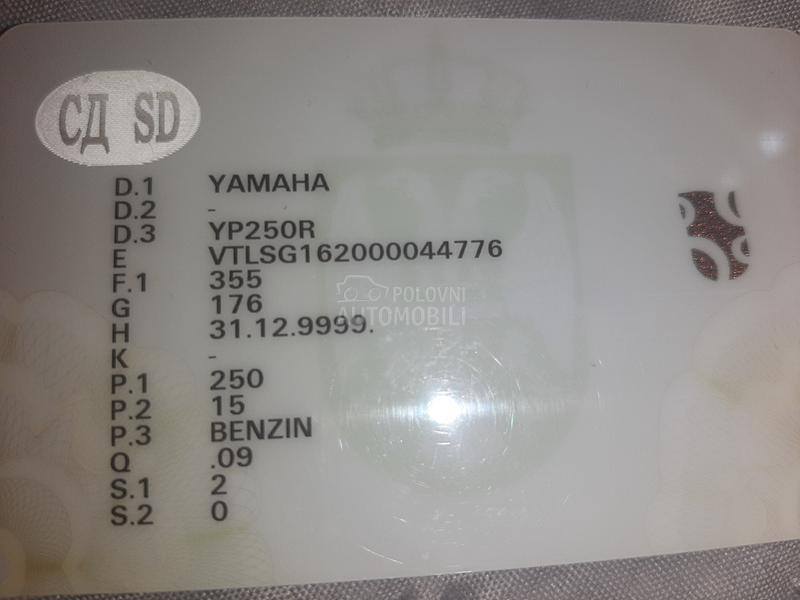 СД SD
D.1 YAMAHA
D.2 -
D.3 YP250R
E VTLSG162000044776
F.1 355
G 176
H 31.12.9999.
K -
P.1 250
P.2 15
P.3 BENZIN
Q .09
S.1 2
S.2 0
POLOVNI
AUTOMOBILI